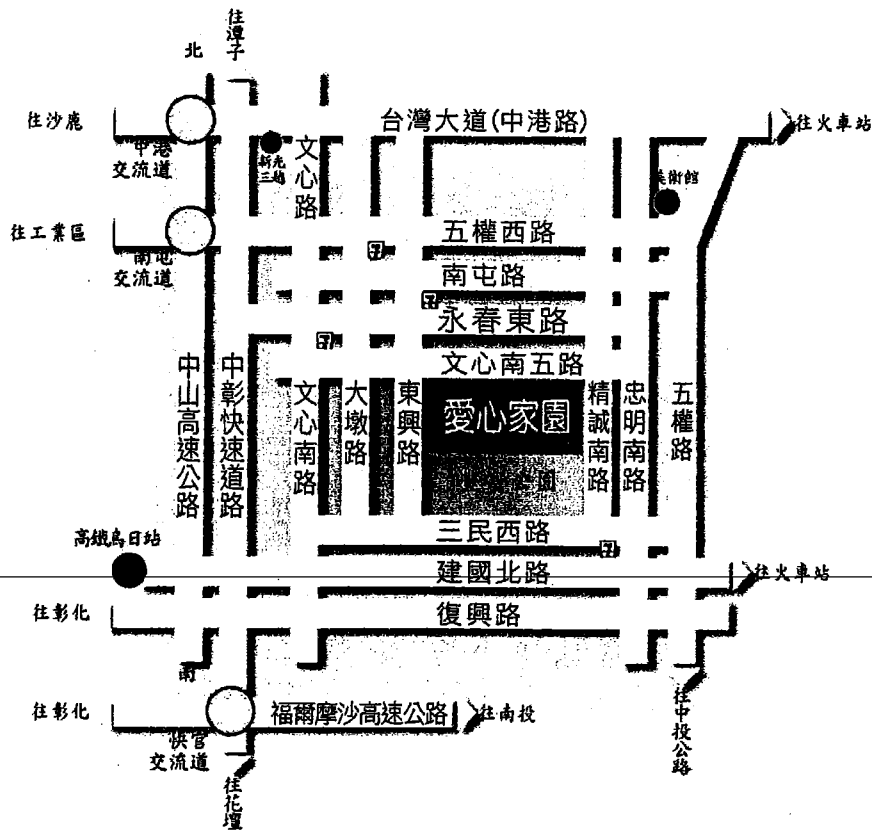 往潭子
北
往沙鹿
台灣大道(中港路)
往火車站
中港
交流道
新光
三越
文心路
美術館
往工業區
五權西路
南屯
交流道
南屯路
7
7
永春東路
7
文心南五路
中山高速公路
中彰快速道路
文心南路
大墩路
東興路
愛心家園
精誠南路
忠明南路
五權路
園
三民西路
7
高鐵烏日站
建國北路
往火車站
往彰化
復興路
南
往彰化
福爾摩沙高速公路
往南投
往中投公路
快官
交流道
往花壇